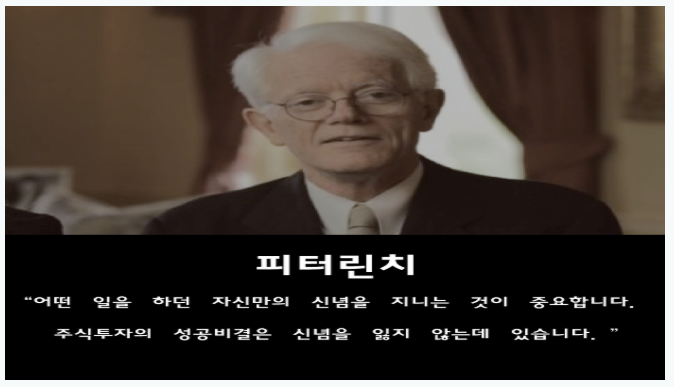 피터린치
“어떤 일을 하던 자신만의 신념을 지니는 것이 중요합니다.
주식투자의 성공비결은 신념을 잃지 않는데 있습니다. ”